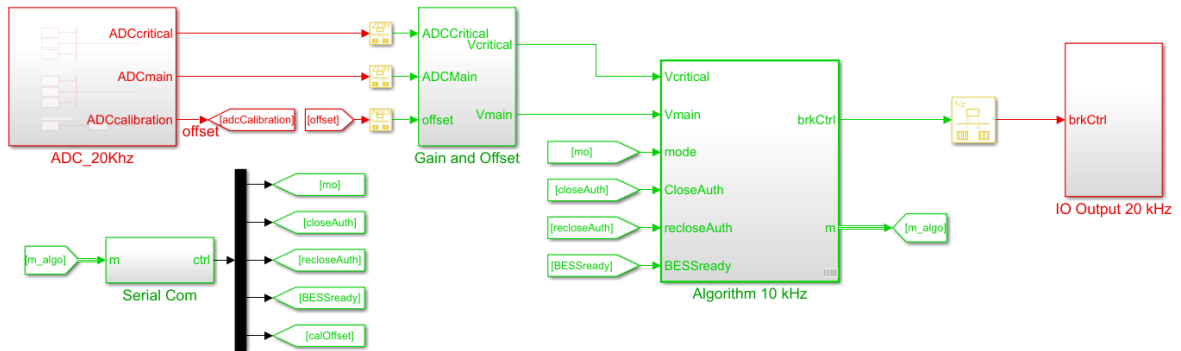 ADCcritical
ADCmain
ADCcalibration
offset
ADC_20Khz
[adcCalibration]
[offset]
ADCCritical
Vcritical
ADCMain
Vmain
offset
Gain and Offset
Vcritical
Vmain
brkCtrl
mode
CloseAuth
recloseAuth
m
BESSready
Algorithm 10 kHz
[mo]
[closeAuth]
[recloseAuth]
[BESSready]
[m_algo]
1/z
brkCtrl
IO Output 20 kHz
[m_algo]
m
ctrl
Serial Com
[mo]
[closeAuth]
[recloseAuth]
[BESSready]
[calOffset]